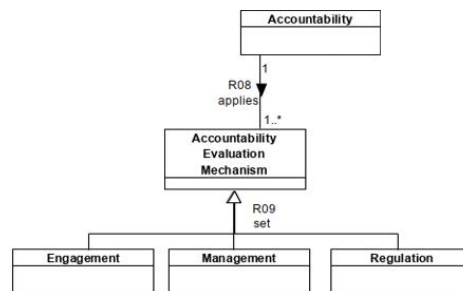 Accountability
1
R08
applies
1..*
Accountability
Evaluation
Mechanism
R09
set
Engagement
Management
Regulation